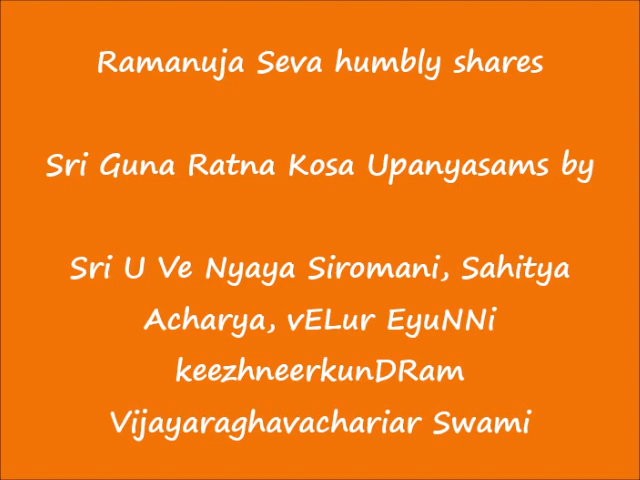 Ramanuja Seva humbly shares
Sri Guna Ratna Kosa Upanyasams by
Sri U Ve Nyaya Siromani, Sahitya
Acharya, vELur EyuNNi
keezhneerkunDRam
Vijayaraghavachariar Swami